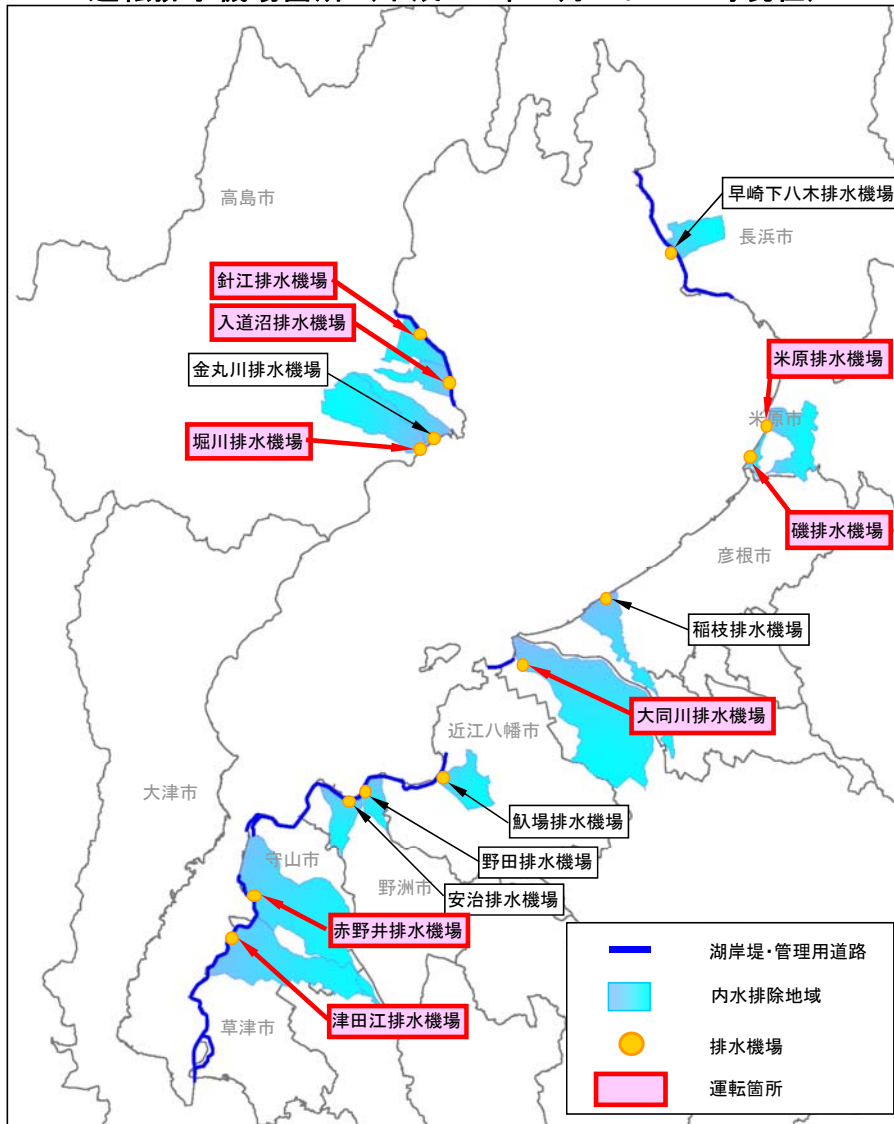 高島市
早崎下八木排水機場
長浜市
針江排水機場
入道沼排水機場
金丸川排水機場
米原排水機場
米原市
堀川排水機場
磯排水機場
彦根市
稲枝排水機場
大同川排水機場
近江八幡市
大津市
魞場排水機場
野田排水機場
守山市
野洲市
安治排水機場
赤野井排水機場
津田江排水機場
草津市
湖岸堤・管理用道路
内水排除地域
排水機場
運転箇所